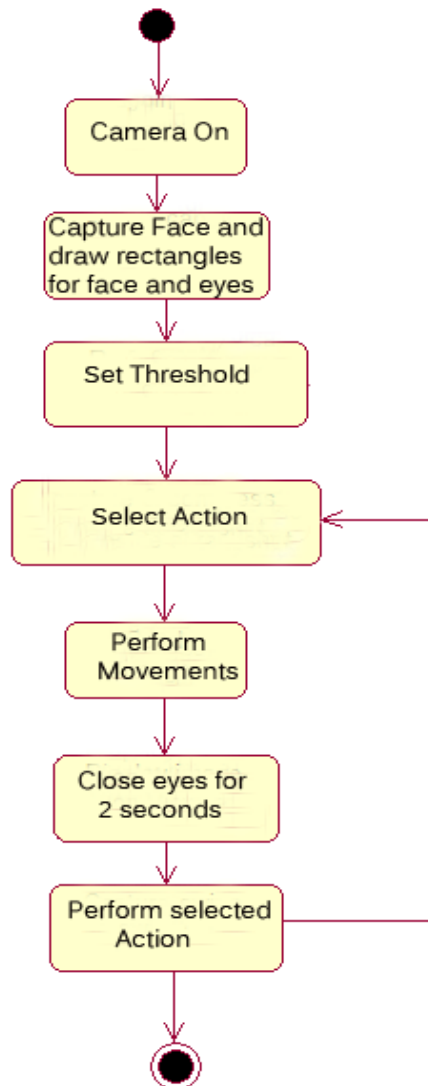 Camera On
Capture Face and
draw rectangles
for face and eyes
Set Threshold
Select Action
Perform
Movements
Close eyes for
2 seconds
Perform selected
Action